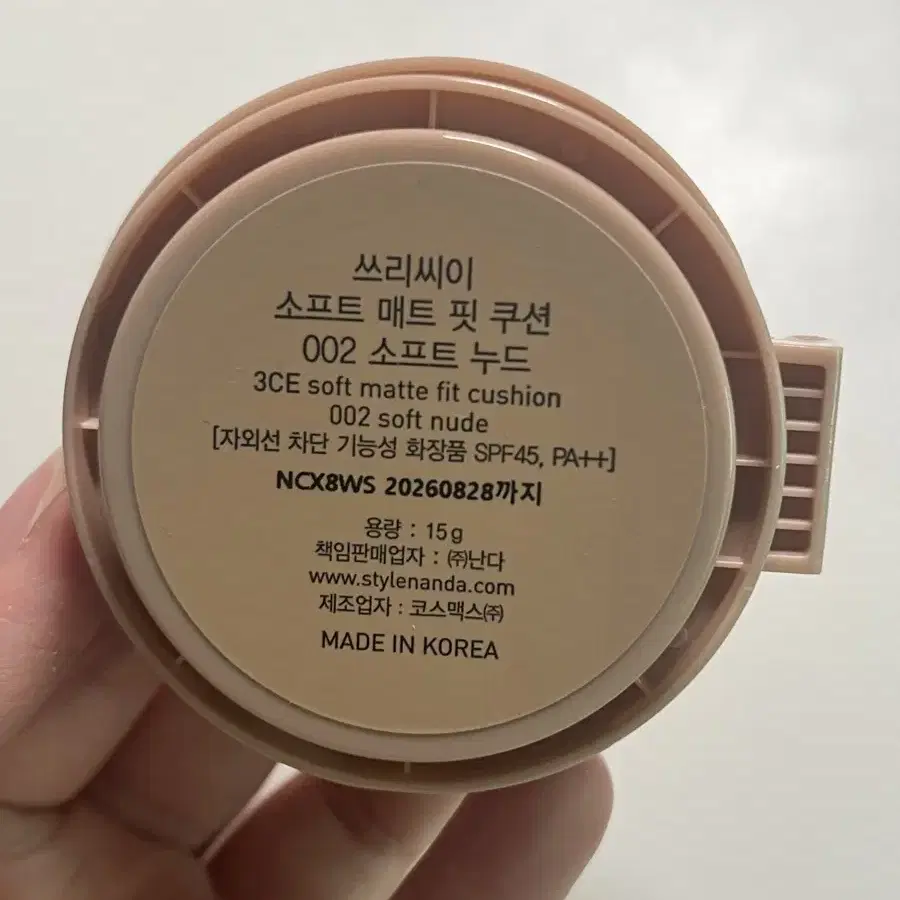 쓰리씨이
소프트 매트 핏 쿠션
002 소프트 누드
3CE soft matte fit cushion
002 soft nude
[자외선 차단 기능성 화장품 SPF45, PA++]
NCX8WS 20260828까지
용량 : 15g
책임판매업자 : ㈜난다
www.stylenanda.com
제조업자 : 코스맥스㈜
MADE IN KOREA